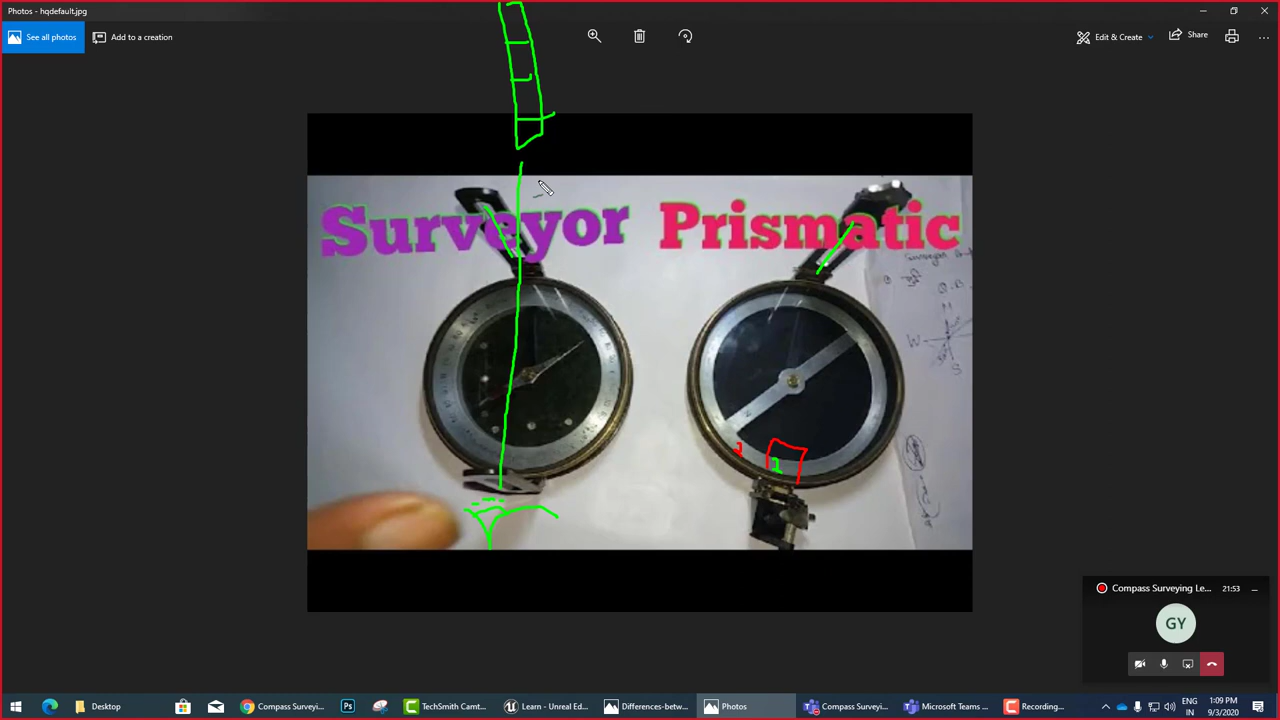 Photos - hqdefault.jpg
See all photos
Add to a creation
Edit & Create
Share
Surveyor Prismatic
W
S
Compass Surveying Le...
21:53
GY
Desktop
Compass Surveyi...
TechSmith Camt...
Learn - Unreal Ed...
Differences-betw...
Photos
Compass Surveyi...
Microsoft Teams ...
Recording...
ENG
IN
1:09 PM
9/3/2020